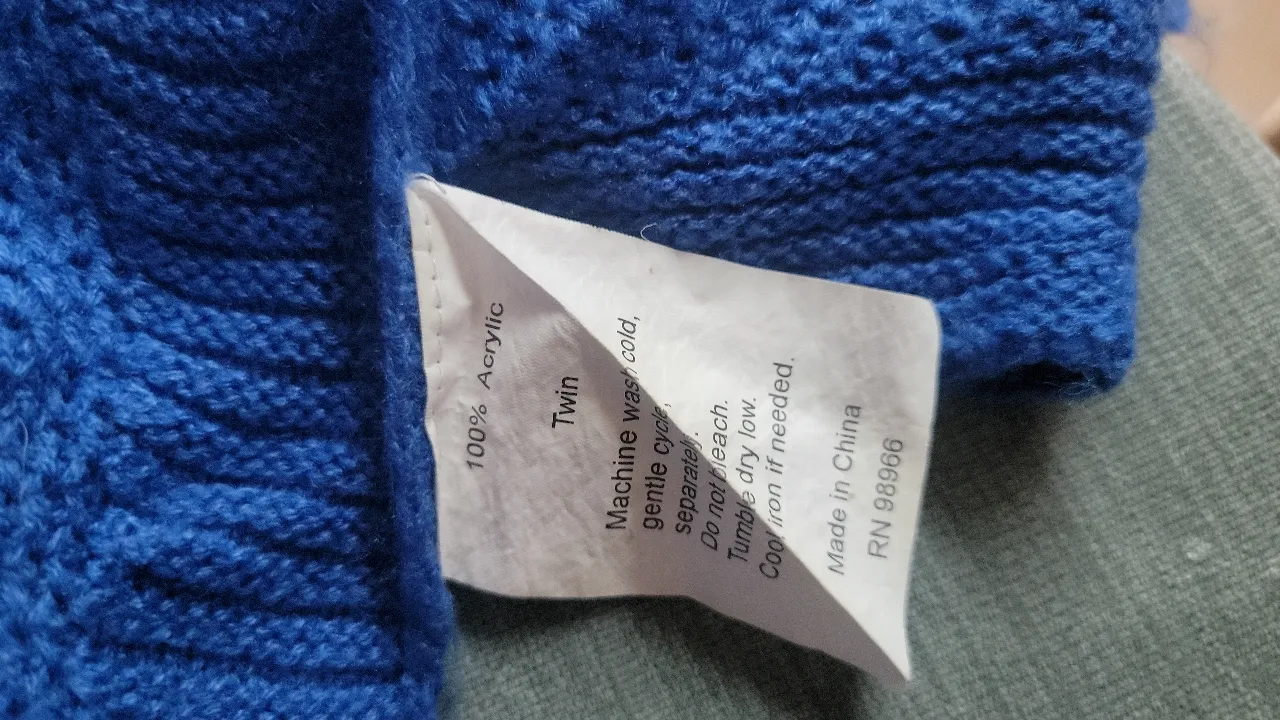 100% Acrylic
Twin
Machine wash cold,
gentle cycle,
separately.
Do not bleach.
Tumble dry low.
Cool iron if needed.
Made in China
RN 98966